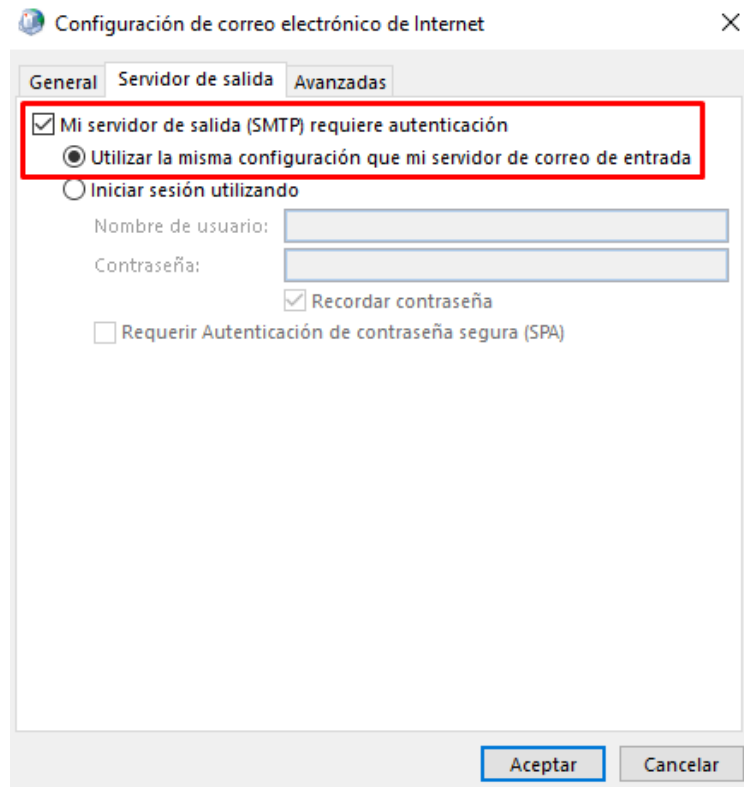 Configuración de correo electrónico de Internet
General Servidor de salida Avanzadas
Mi servidor de salida (SMTP) requiere autenticación
Utilizar la misma configuración que mi servidor de correo de entrada
Iniciar sesión utilizando
Nombre de usuario:
Contraseña:
Recordar contraseña
Requerir Autenticación de contraseña segura (SPA)
Aceptar Cancelar